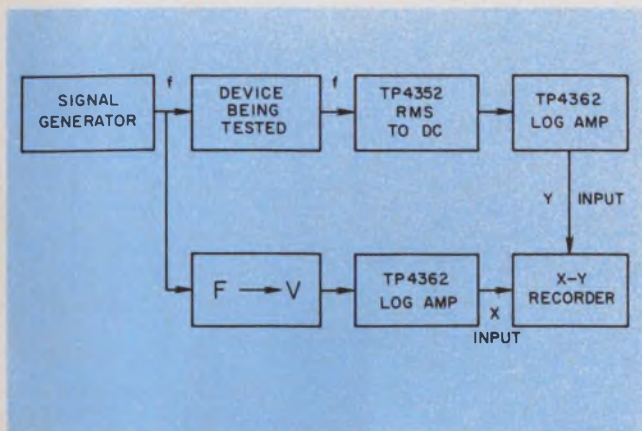 SIGNAL
GENERATOR
f
DEVICE
BEING
TESTED
f
TP4352
RMS
TO DC
TP4362
LOG AMP
Y INPUT
F → V
TP4362
LOG AMP
X
INPUT
X-Y
RECORDER